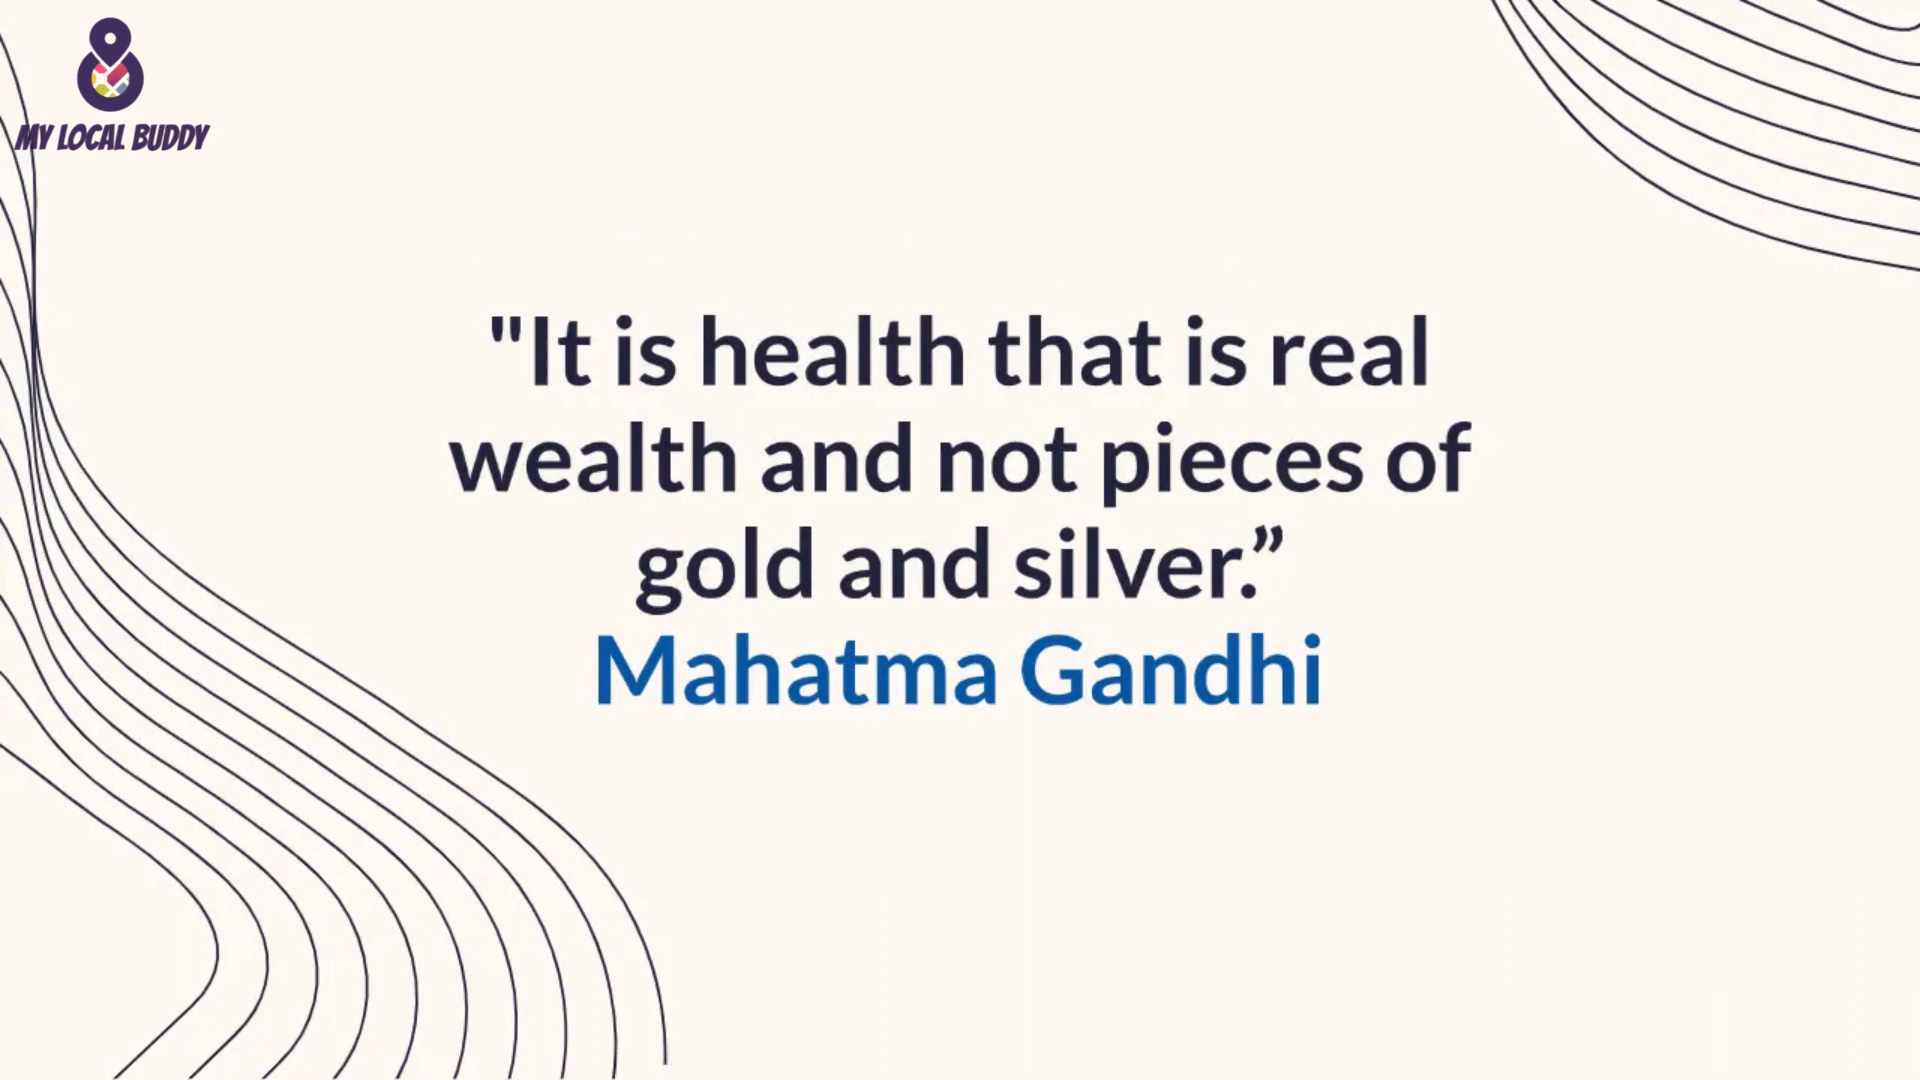 MY LOCAL BUDDY
"It is health that is real
wealth and not pieces of
gold and silver.”
Mahatma Gandhi